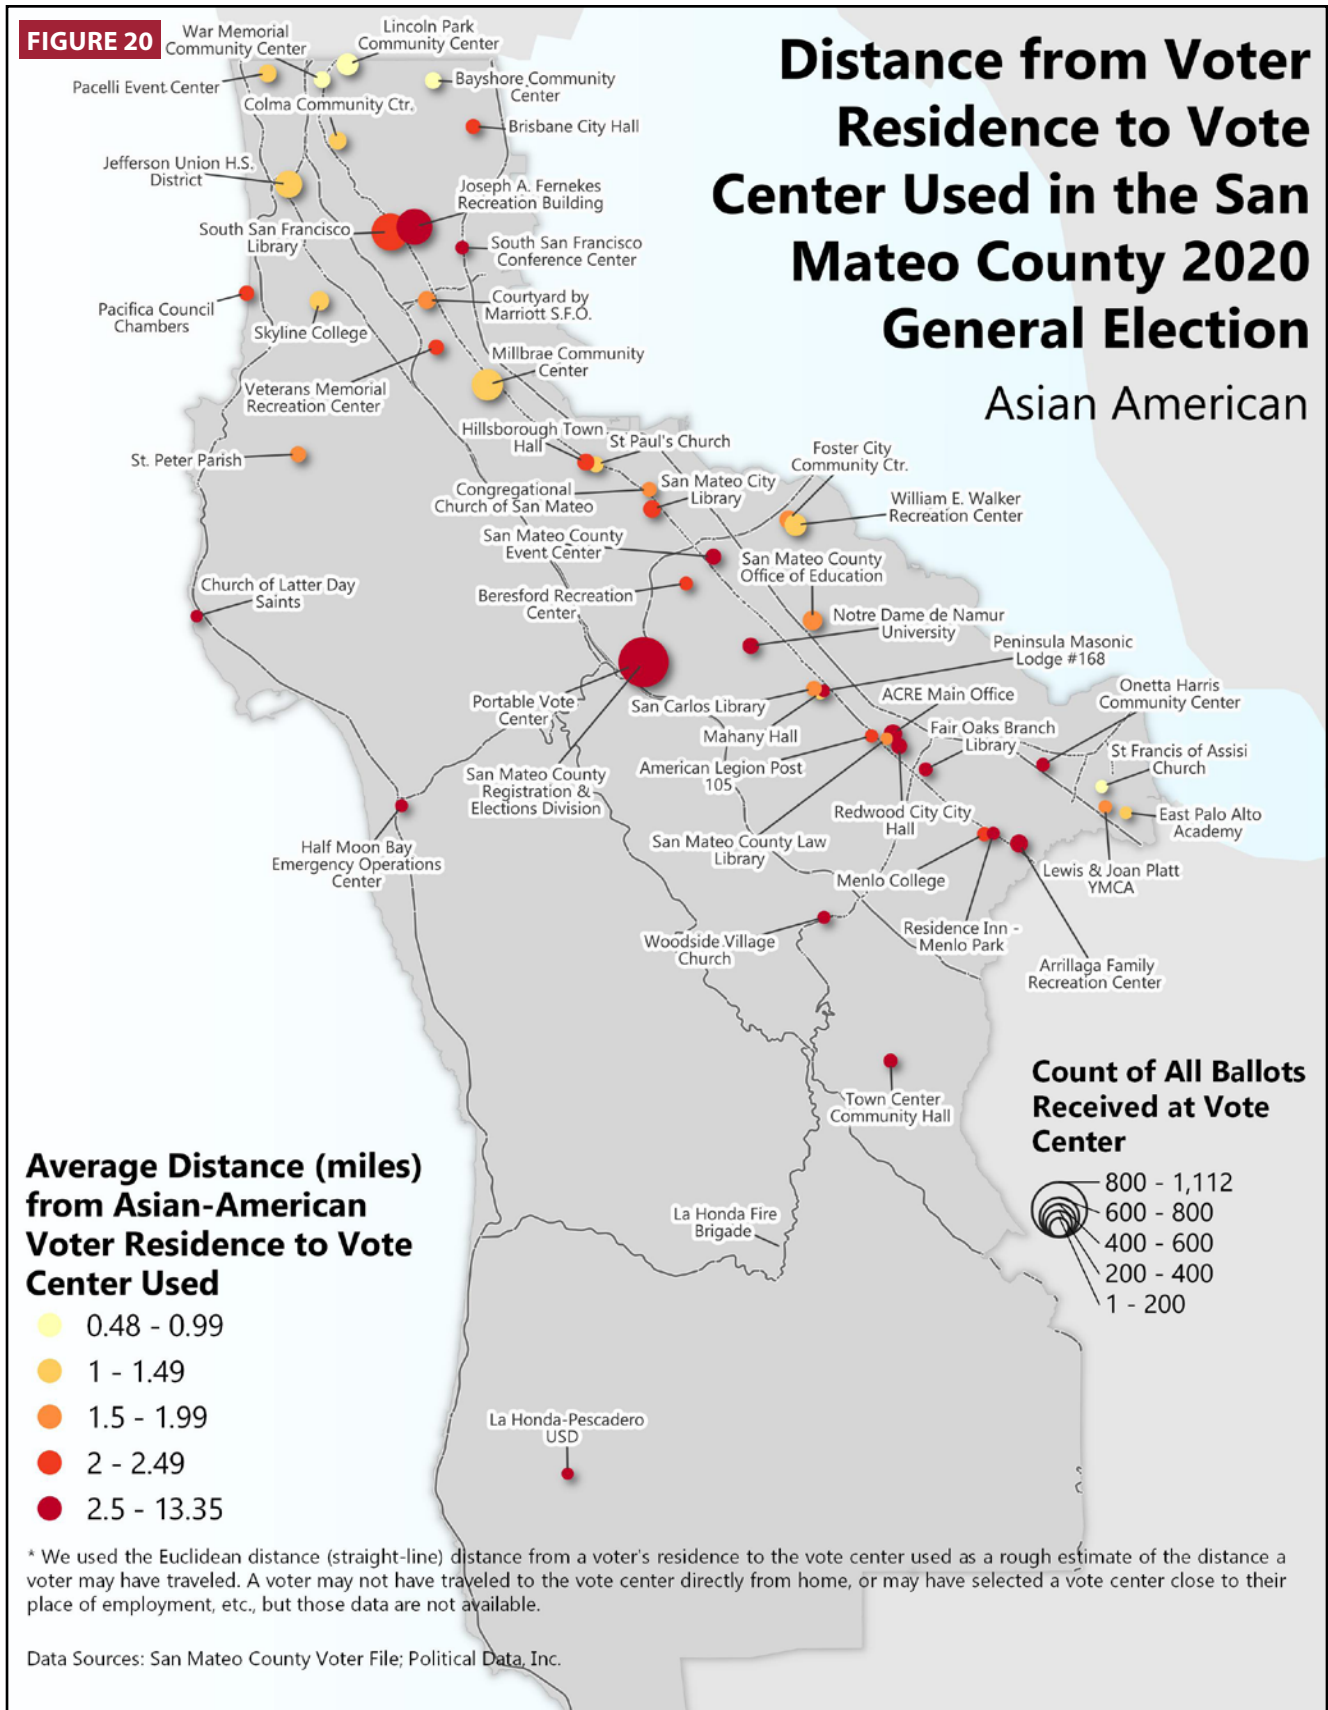 FIGURE 20
Distance from Voter
Residence to Vote
Center Used in the San
Mateo County 2020
General Election
Asian American
War Memorial
Community Center
Lincoln Park
Community Center
Pacelli Event Center
Bayshore Community
Center
Colma Community Ctr.
Brisbane City Hall
Jefferson Union H.S.
District
Joseph A. Fernekes
Recreation Building
South San Francisco
Library
South San Francisco
Conference Center
Pacifica Council
Chambers
Skyline College
Courtyard by
Marriott S.F.O.
Veterans Memorial
Recreation Center
Millbrae Community
Center
Hillsborough Town
Hall
St Paul's Church
St. Peter Parish
Foster City
Community Ctr.
Congregational
Church of San Mateo
San Mateo City
Library
William E. Walker
Recreation Center
San Mateo County
Event Center
San Mateo County
Office of Education
Church of Latter Day
Saints
Beresford Recreation
Center
Notre Dame de Namur
University
Peninsula Masonic
Lodge #168
Portable Vote
Center
San Carlos Library
ACRE Main Office
Onetta Harris
Community Center
Mahany Hall
Fair Oaks Branch
Library
St Francis of Assisi
Church
San Mateo County
Registration &
Elections Division
American Legion Post
105
Redwood City City
Hall
East Palo Alto
Academy
Half Moon Bay
Emergency Operations
Center
San Mateo County Law
Library
Menlo College
Lewis & Joan Platt
YMCA
Woodside Village
Church
Residence Inn -
Menlo Park
Arrillaga Family
Recreation Center
Town Center
Community Hall
La Honda Fire
Brigade
La Honda-Pescadero
USD
Count of All Ballots
Received at Vote
Center
800 - 1,112
600 - 800
400 - 600
200 - 400
1 - 200
Average Distance (miles)
from Asian-American
Voter Residence to Vote
Center Used
0.48 - 0.99
1 - 1.49
1.5 - 1.99
2 - 2.49
2.5 - 13.35
* We used the Euclidean distance (straight-line) distance from a voter's residence to the vote center used as a rough estimate of the distance a
voter may have traveled. A voter may not have traveled to the vote center directly from home, or may have selected a vote center close to their
place of employment, etc., but those data are not available.
Data Sources: San Mateo County Voter File; Political Data, Inc.